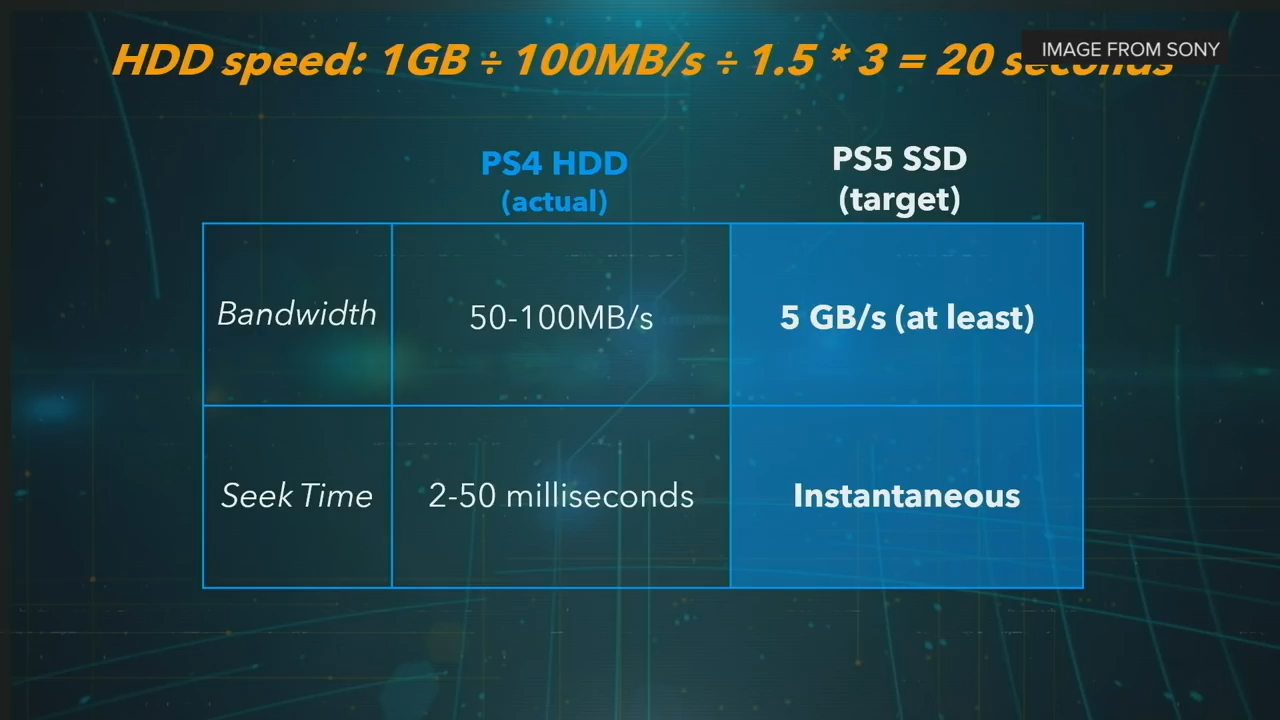 HDD speed: 1GB ÷ 100MB/s ÷ 1.5 * 3 = 20 seconds
IMAGE FROM SONY
PS4 HDD
(actual)
PS5 SSD
(target)
Bandwidth
50-100MB/s
5 GB/s (at least)
Seek Time
2-50 milliseconds
Instantaneous